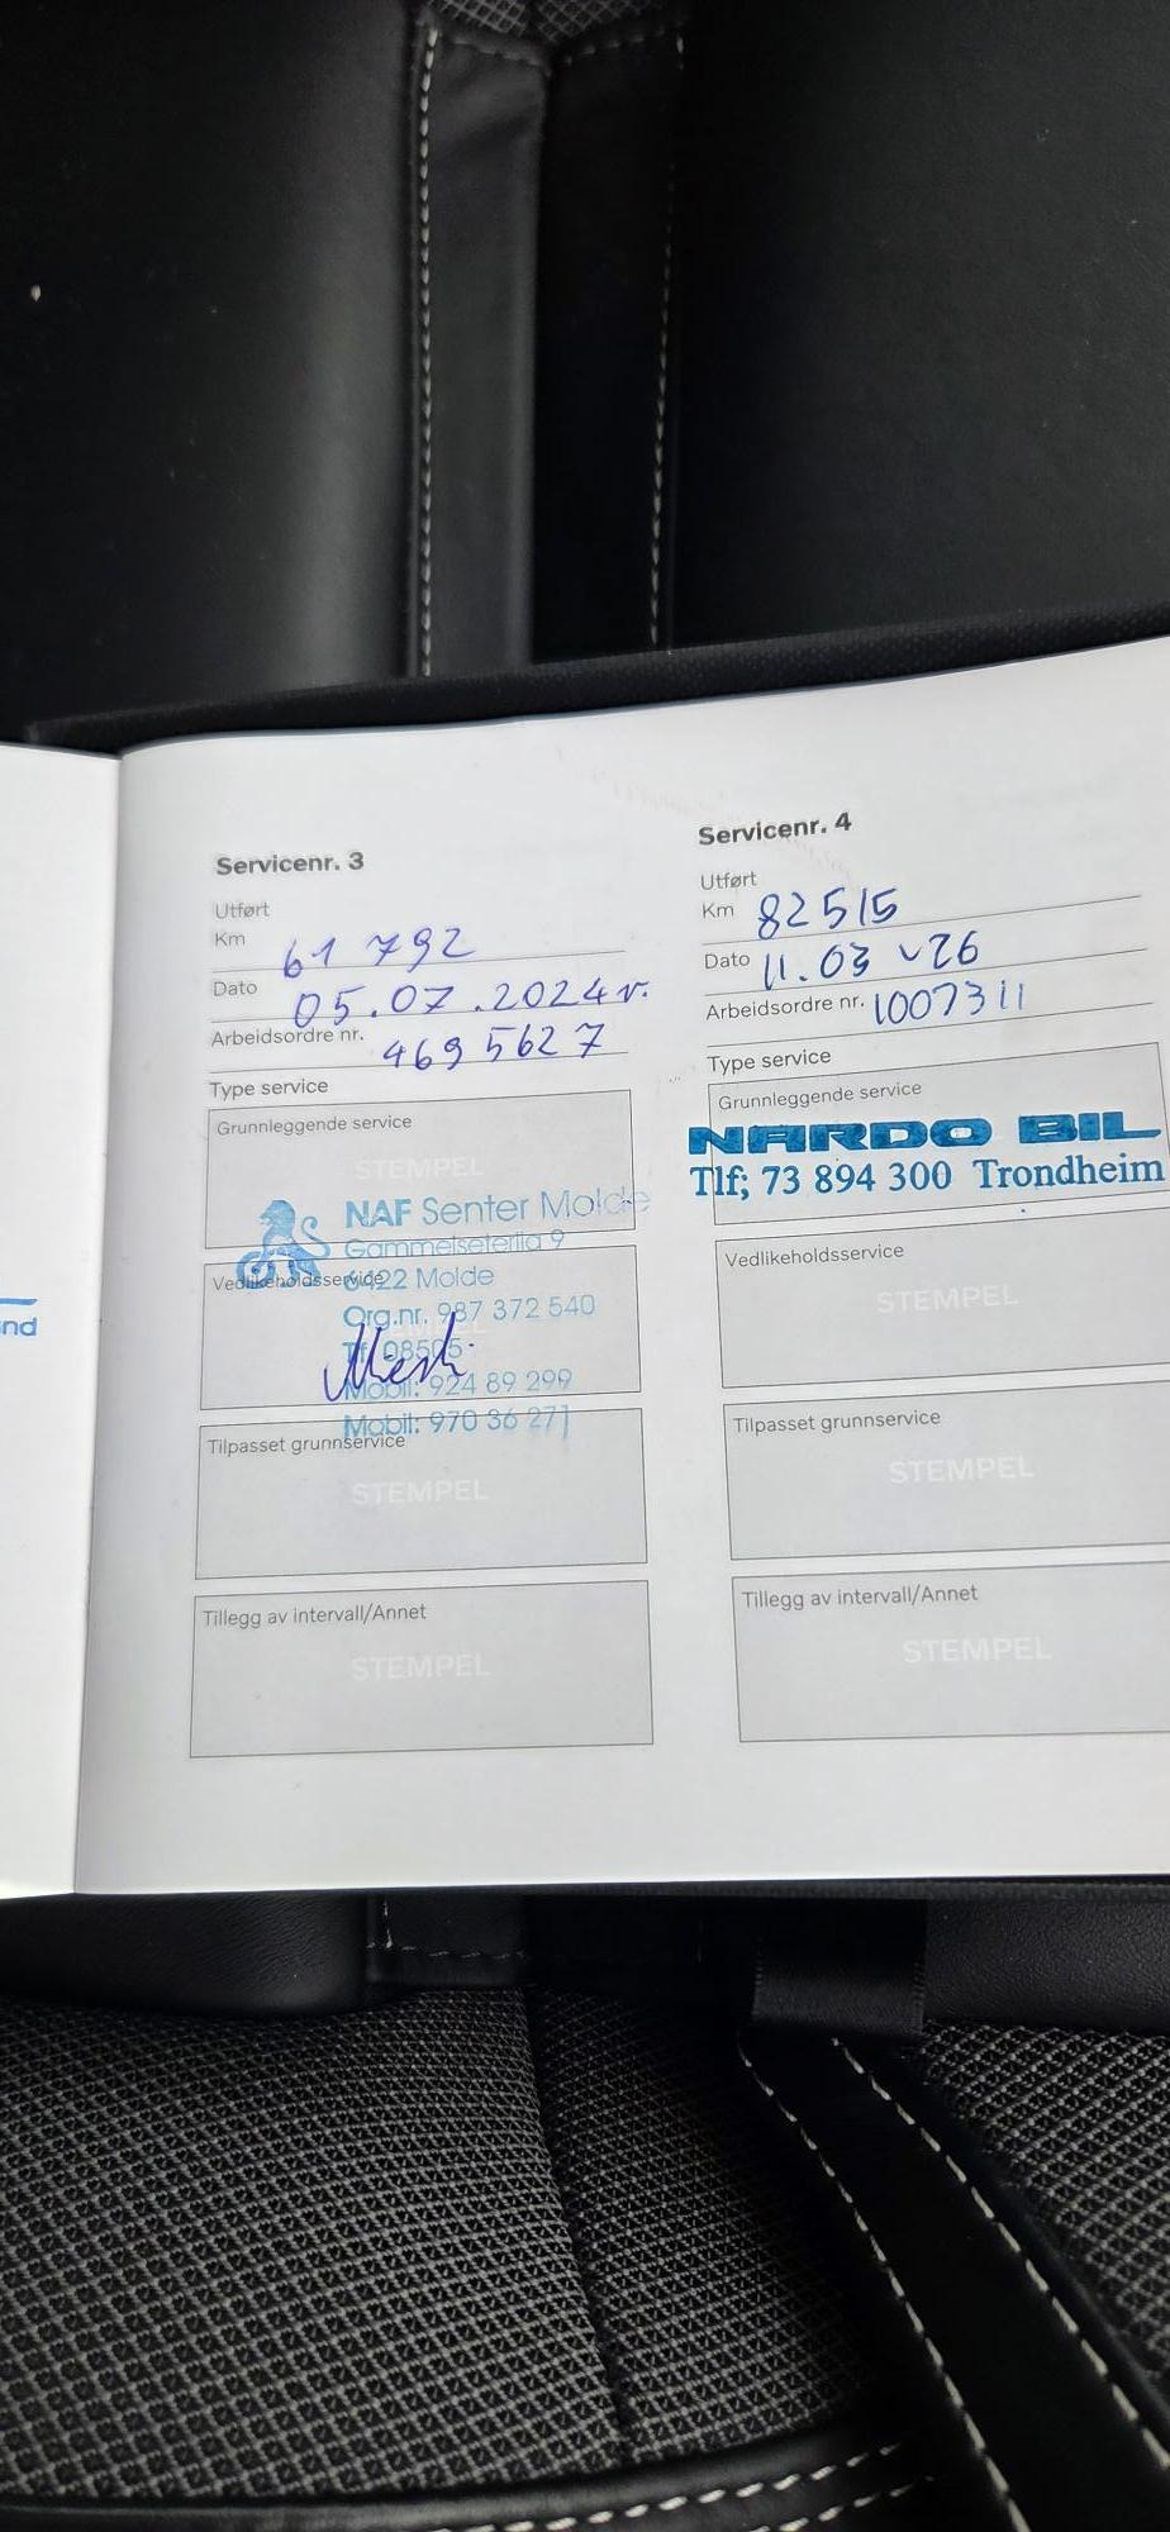 nd
Servicenr. 3
Utført
Km 61 792
Dato 05.07.2024 r.
Arbeidsordre nr. 4695627
Type service
Grunnleggende service
STEMPEL
NAF Senter Molde
Gammelseterlia 9
Vedlikeholdsservice
6422 Molde
Org.nr. 987 372 540
Tlf: 08505
Mobil: 924 89 299
Mobil: 970 36 271
Tilpasset grunnservice
STEMPEL
Tillegg av intervall/Annet
STEMPEL
Servicenr. 4
Utført
Km 82515
Dato 11.03 -26
Arbeidsordre nr. 1007311
Type service
Grunnleggende service
NARDO BIL
Tlf; 73 894 300 Trondheim
Vedlikeholdsservice
STEMPEL
Tilpasset grunnservice
STEMPEL
Tillegg av intervall/Annet
STEMPEL